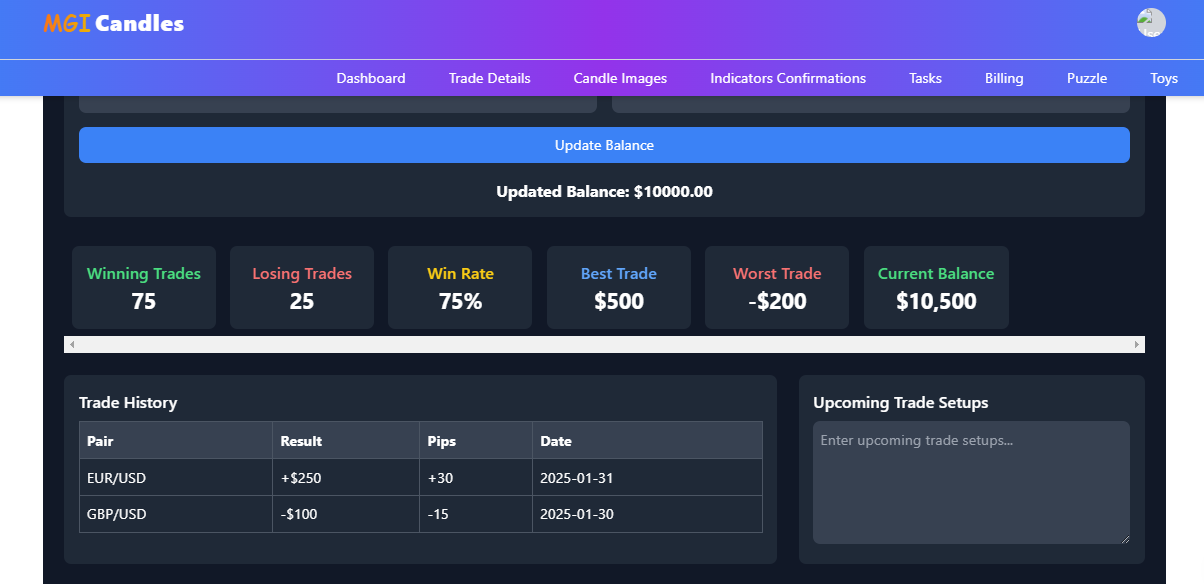 MGI Candles
Dashboard Trade Details Candle Images Indicators Confirmations Tasks Billing Puzzle Toys
Update Balance
Updated Balance: $10000.00
Winning Trades Losing Trades Win Rate Best Trade Worst Trade Current Balance
75 25 75% $500 -$200 $10,500
Trade History
Pair Result Pips Date
EUR/USD +$250 +30 2025-01-31
GBP/USD -$100 -15 2025-01-30
Upcoming Trade Setups
Enter upcoming trade setups...